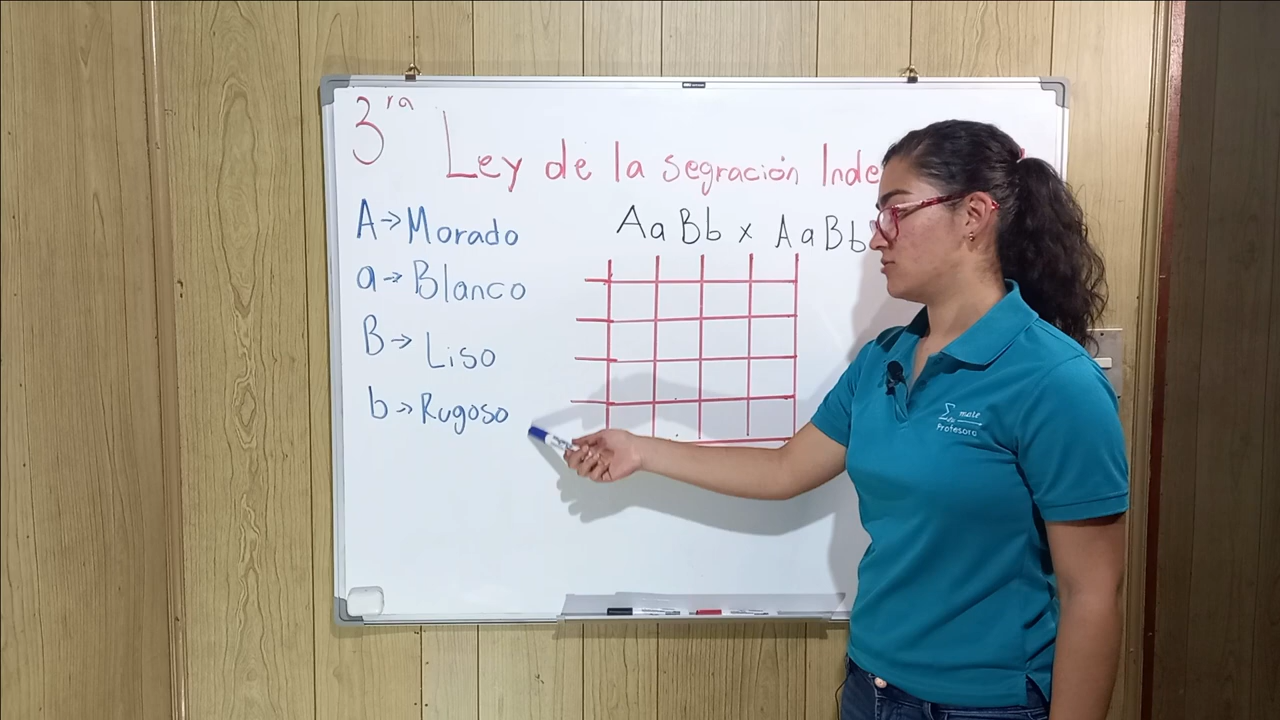 3ra
Ley de la segración Inde
A→Morado
a→Blanco
B→Liso
b→Rugoso
AaBb x AaBb
mate
Profesora